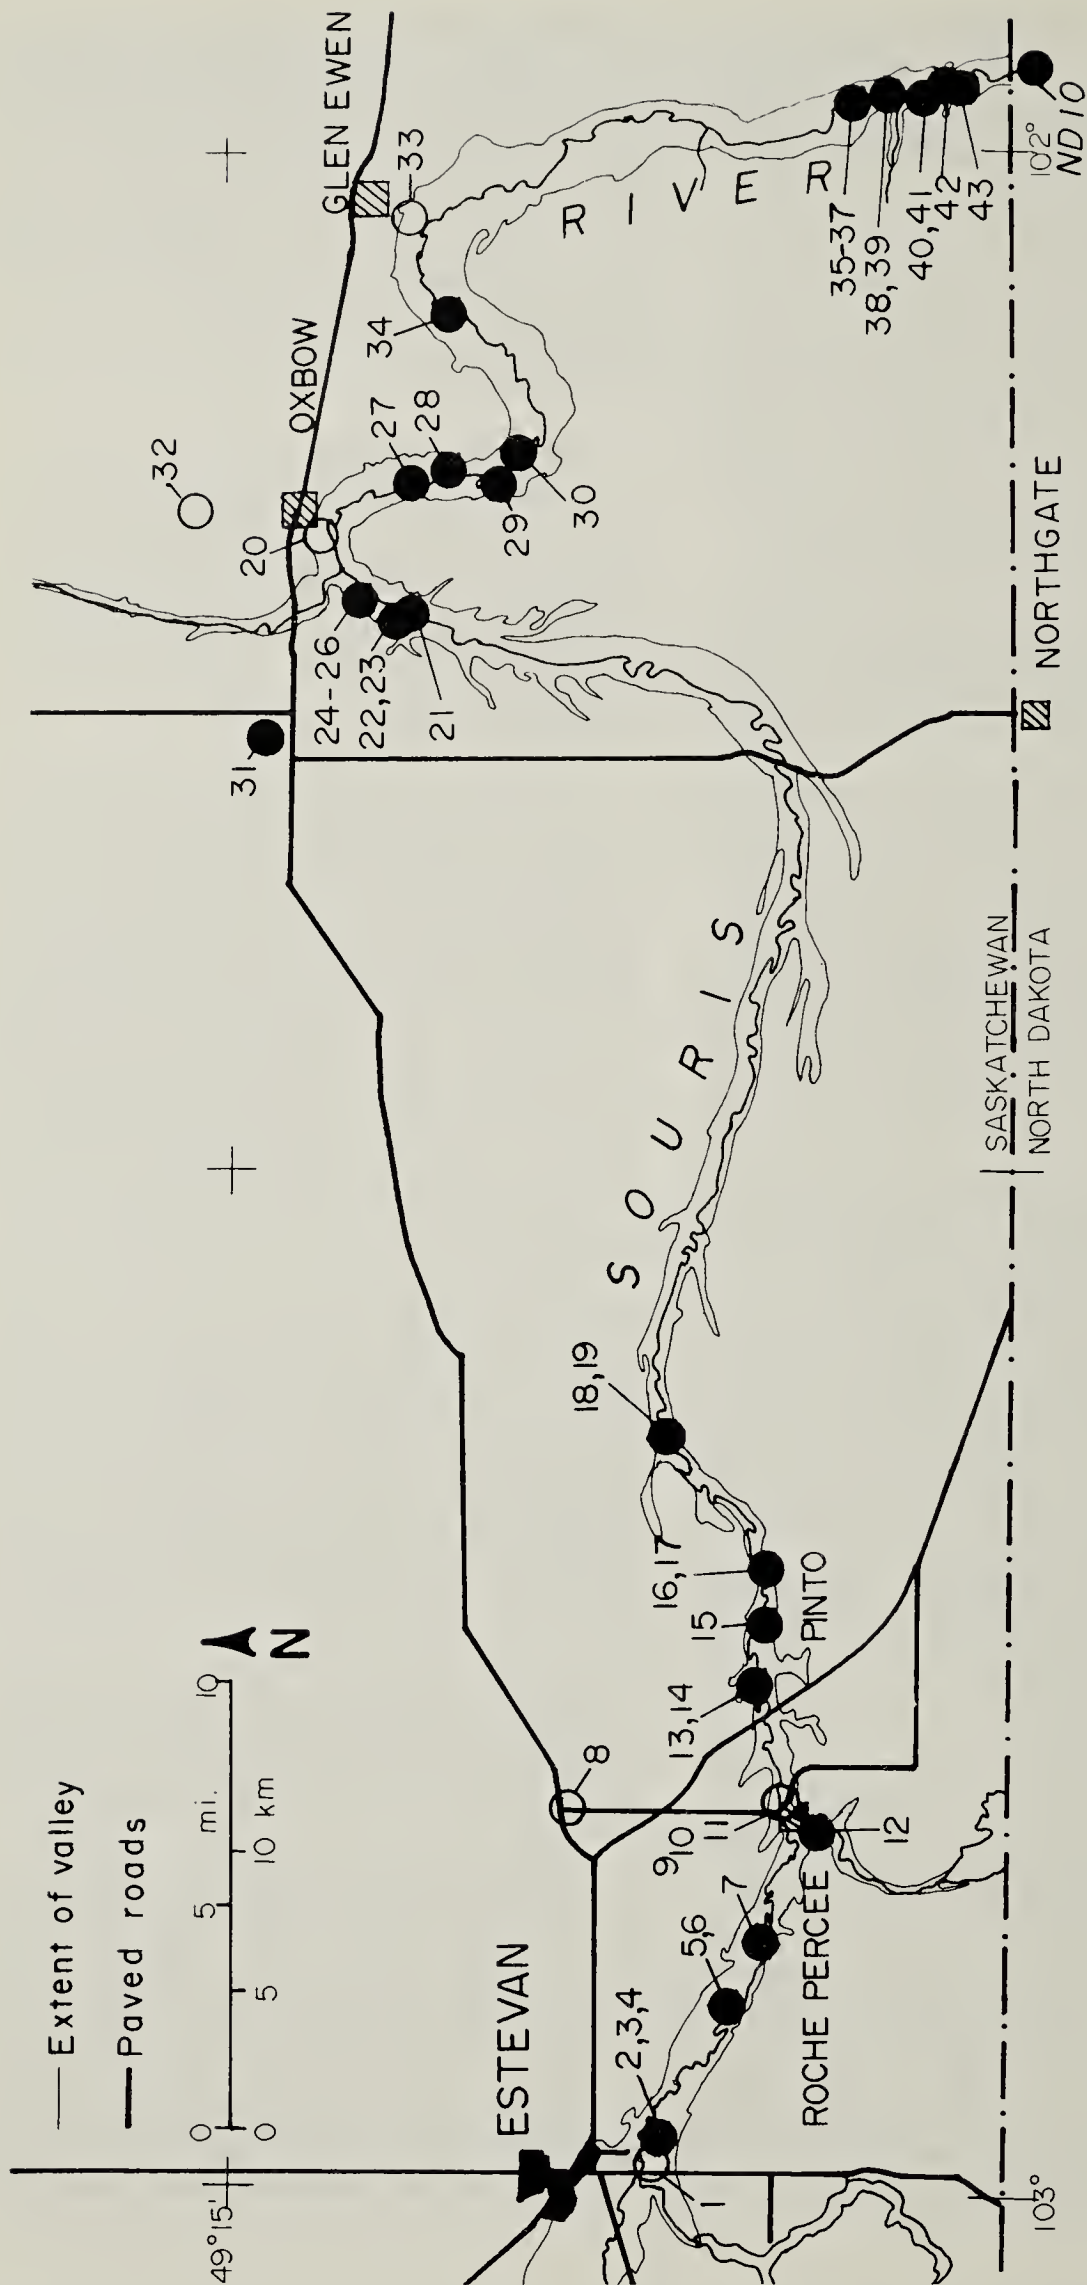 Extent of valley
Paved roads
0 5 10 mi.
0 5 10 km
N
49°15'
ESTEVAN
1
2,3,4
5,6
7
ROCHE PERCÉE
8
9
10
11
12
13,14
15
PINTO
16,17
18,19
SOURIS
RIVER
31
24-26
22,23
21
20
OXBOW
32
27
28
29
30
34
GLEN EWEN
33
35-37
38,39
40,41
42
43
SASKATCHEWAN
NORTH DAKOTA
NORTHGATE
103°
102°
ND 10